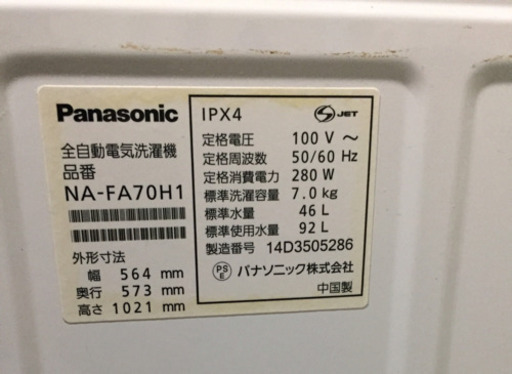 Panasonic
全自動電気洗濯機
品番
NA-FA70H1
外形寸法
幅 564 mm
奥行 573 mm
高さ 1021 mm
IPX4
S JET
定格電圧 100 V ～
定格周波数 50/60 Hz
定格消費電力 280 W
標準洗濯容量 7.0 kg
標準水量 46 L
標準使用水量 92 L
製造番号 14D3505286
PSE パナソニック株式会社
中国製